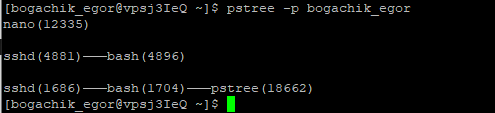 [bogachik_egor@vpsj3IeQ ~]$ pstree -p bogachik_egor
nano(12335)
sshd(4881)───bash(4896)
sshd(1686)───bash(1704)───pstree(18662)
[bogachik_egor@vpsj3IeQ ~]$